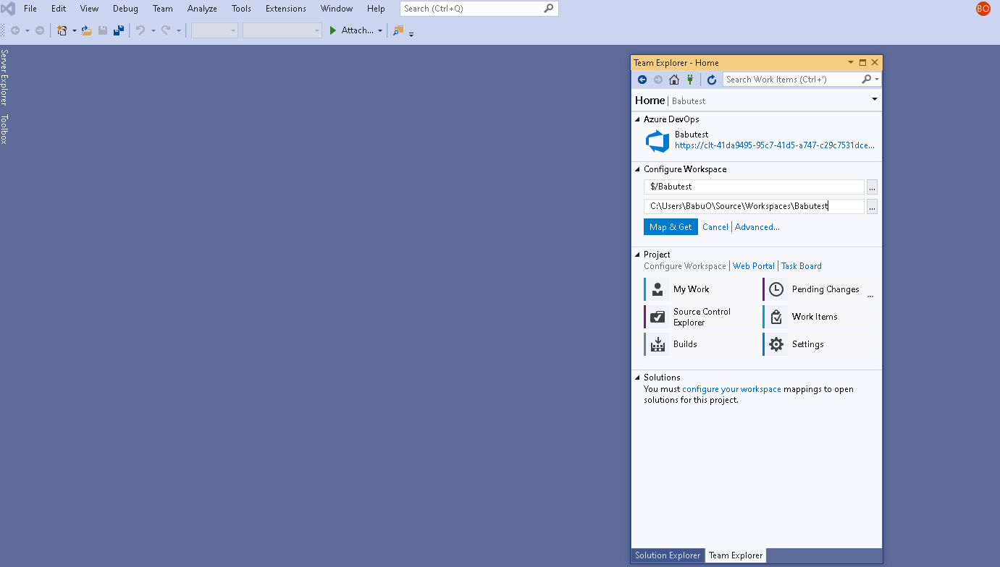 File Edit View Debug Team Analyze Tools Extensions Window Help Search (Ctrl+Q) BO
Attach...
Server Explorer
Toolbox
Team Explorer - Home
Search Work Items (Ctrl+')
Home | Babutest
Azure DevOps
Babutest
https://clt-41da9495-95c7-41d5-a747-c29c7531dce...
Configure Workspace
$/Babutest ...
C:\Users\BabuO\Source\Workspaces\Babutest ...
Map & Get Cancel | Advanced...
Project
Configure Workspace | Web Portal | Task Board
My Work
Pending Changes ...
Source Control
Explorer
Work Items
Builds
Settings
Solutions
You must configure your workspace mappings to open
solutions for this project.
Solution Explorer Team Explorer